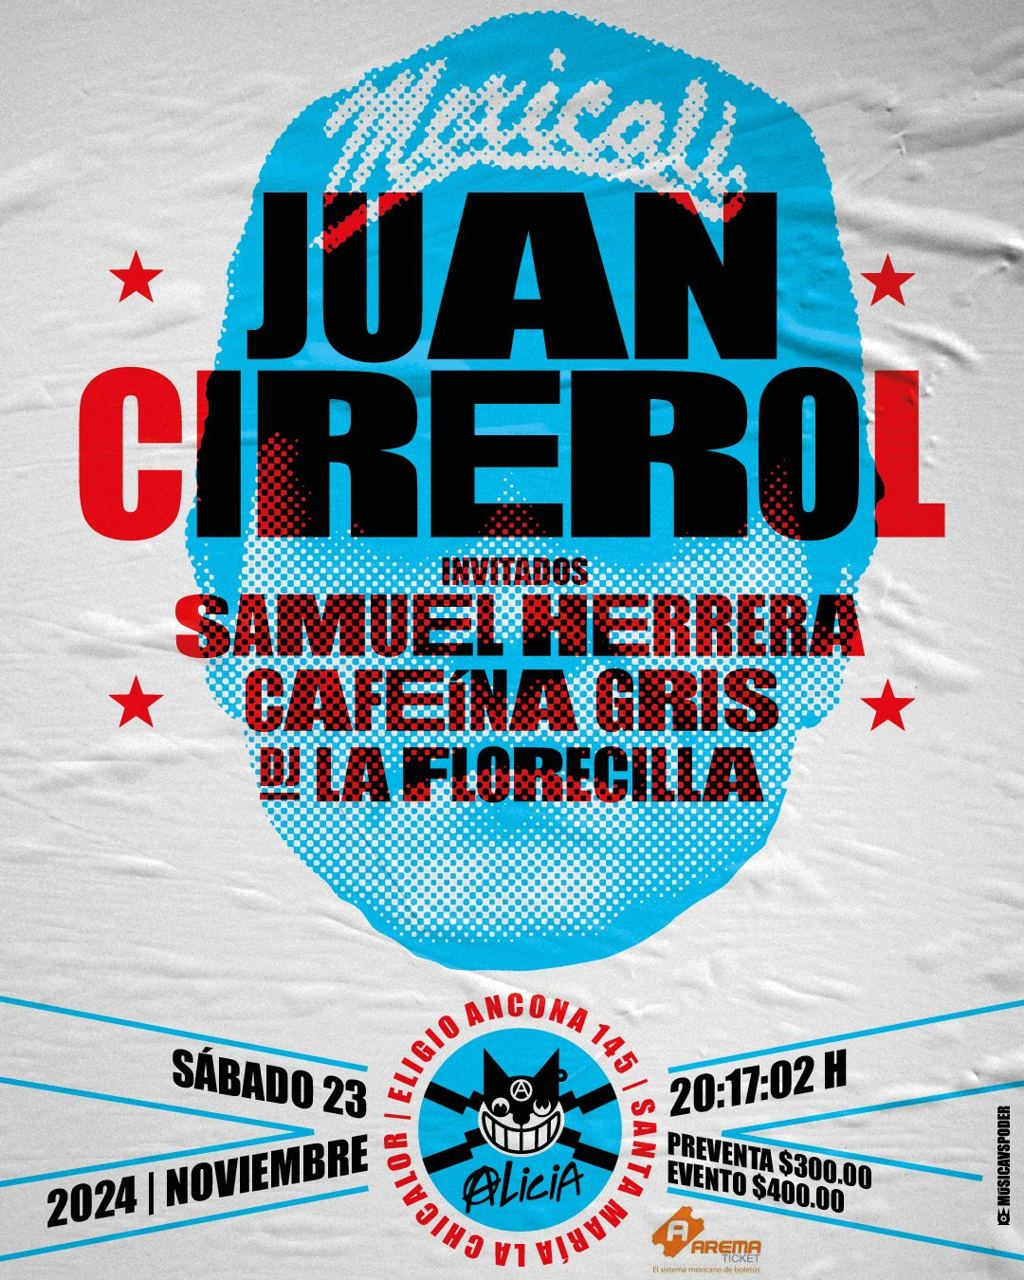 Mexicali
JUAN
CIREROL
INVITADOS
SAMUEL HERRERA
CAFEÍNA GRIS
DJ LA FLORECILLA
SÁBADO 23
2024 | NOVIEMBRE
ELIGIO ANCONA 145 | SANTA MARÍA LA CHICALOR |
A
ALiciA
20:17:02 H
PREVENTA $300.00
EVENTO $400.00
MÚSICAVSPODER
A AREMA
TICKET
El sistema mexicano de boletos